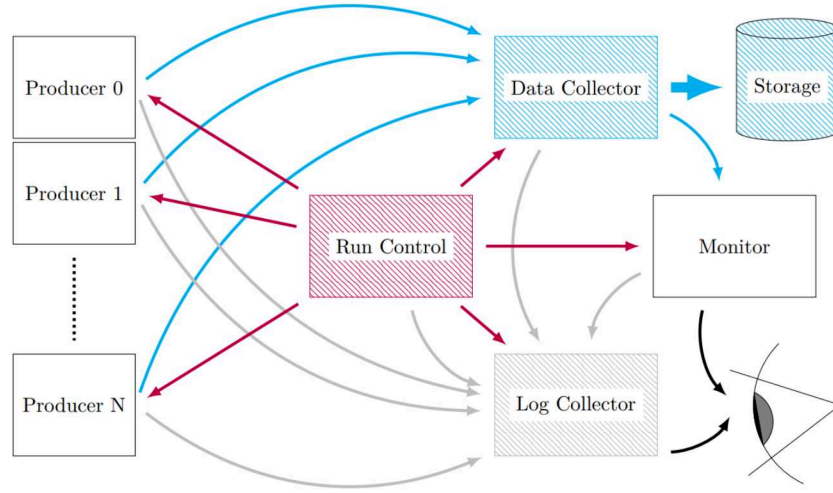 Producer 0
Data Collector
Storage
Producer 1
Run Control
Monitor
Producer N
Log Collector